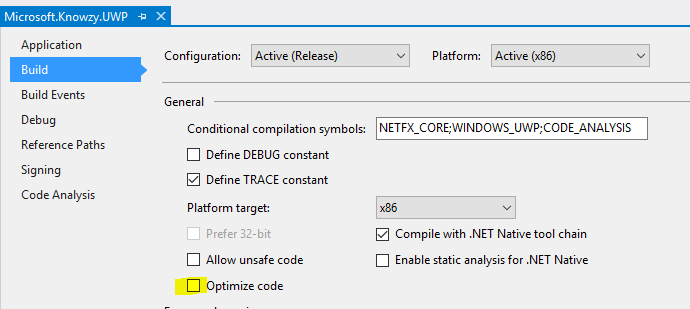 Microsoft.Knowzy.UWP
Application
Build
Build Events
Debug
Reference Paths
Signing
Code Analysis
Configuration: Active (Release) Platform: Active (x86)
General
Conditional compilation symbols: NETFX_CORE;WINDOWS_UWP;CODE_ANALYSIS
Define DEBUG constant
Define TRACE constant
Platform target: x86
Prefer 32-bit Compile with .NET Native tool chain
Allow unsafe code Enable static analysis for .NET Native
Optimize code